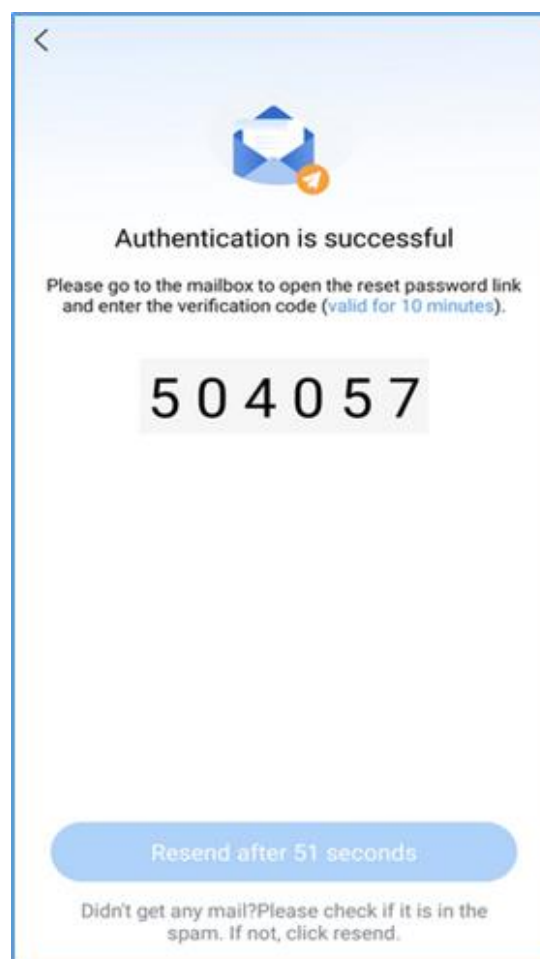 Authentication is successful
Please go to the mailbox to open the reset password link
and enter the verification code (valid for 10 minutes).
504057
Resend after 51 seconds
Didn't get any mail?Please check if it is in the
spam. If not, click resend.